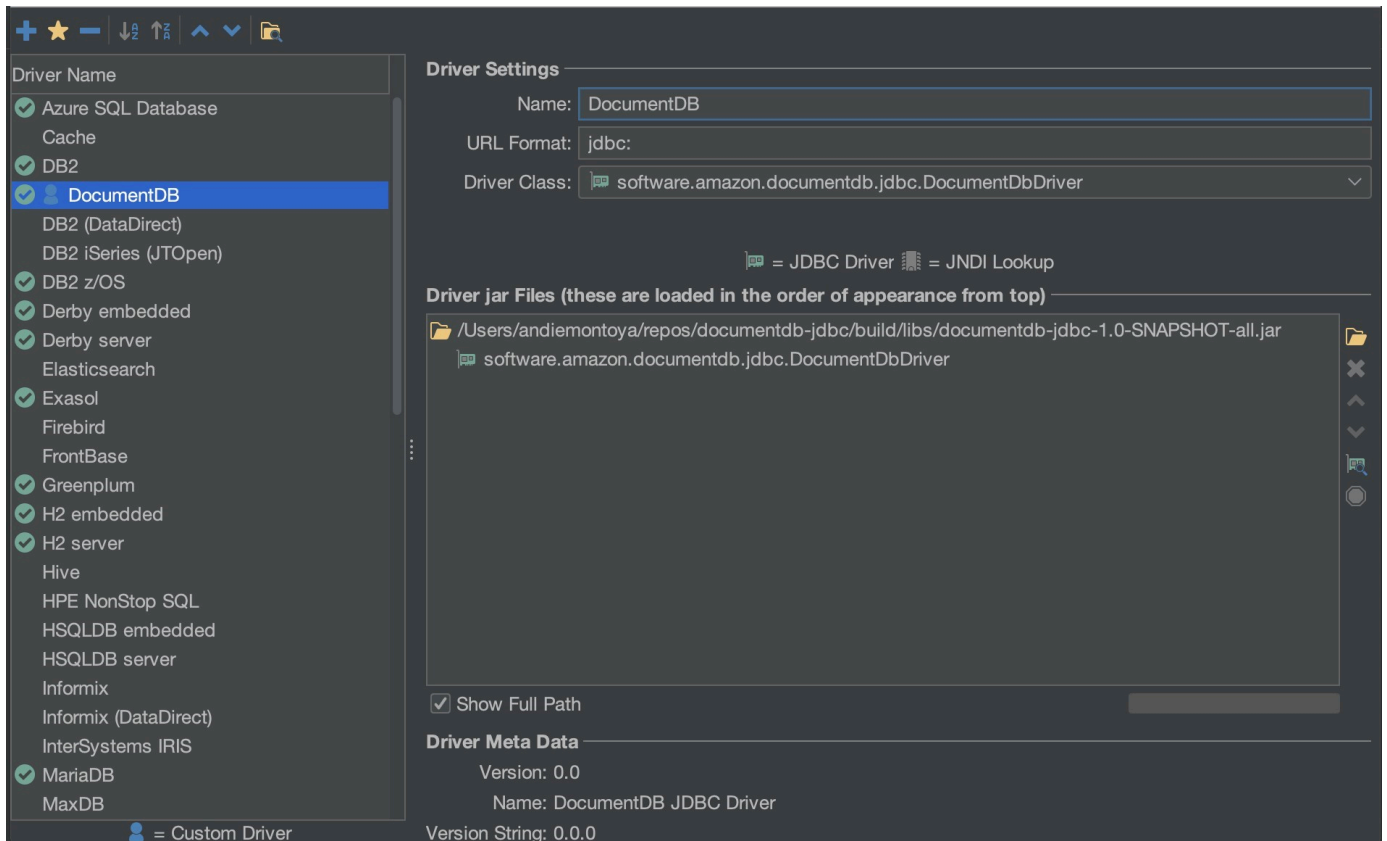 Driver Name
Azure SQL Database
Cache
DB2
DocumentDB
DB2 (DataDirect)
DB2 iSeries (JTOpen)
DB2 z/OS
Derby embedded
Derby server
Elasticsearch
Exasol
Firebird
FrontBase
Greenplum
H2 embedded
H2 server
Hive
HPE NonStop SQL
HSQLDB embedded
HSQLDB server
Informix
Informix (DataDirect)
InterSystems IRIS
MariaDB
MaxDB
= Custom Driver
Driver Settings
Name: DocumentDB
URL Format: jdbc:
Driver Class: software.amazon.documentdb.jdbc.DocumentDbDriver
= JDBC Driver = JNDI Lookup
Driver jar Files (these are loaded in the order of appearance from top)
/Users/andiemontoya/repos/documentdb-jdbc/build/libs/documentdb-jdbc-1.0-SNAPSHOT-all.jar
software.amazon.documentdb.jdbc.DocumentDbDriver
Show Full Path
Driver Meta Data
Version: 0.0
Name: DocumentDB JDBC Driver
Version String: 0.0.0